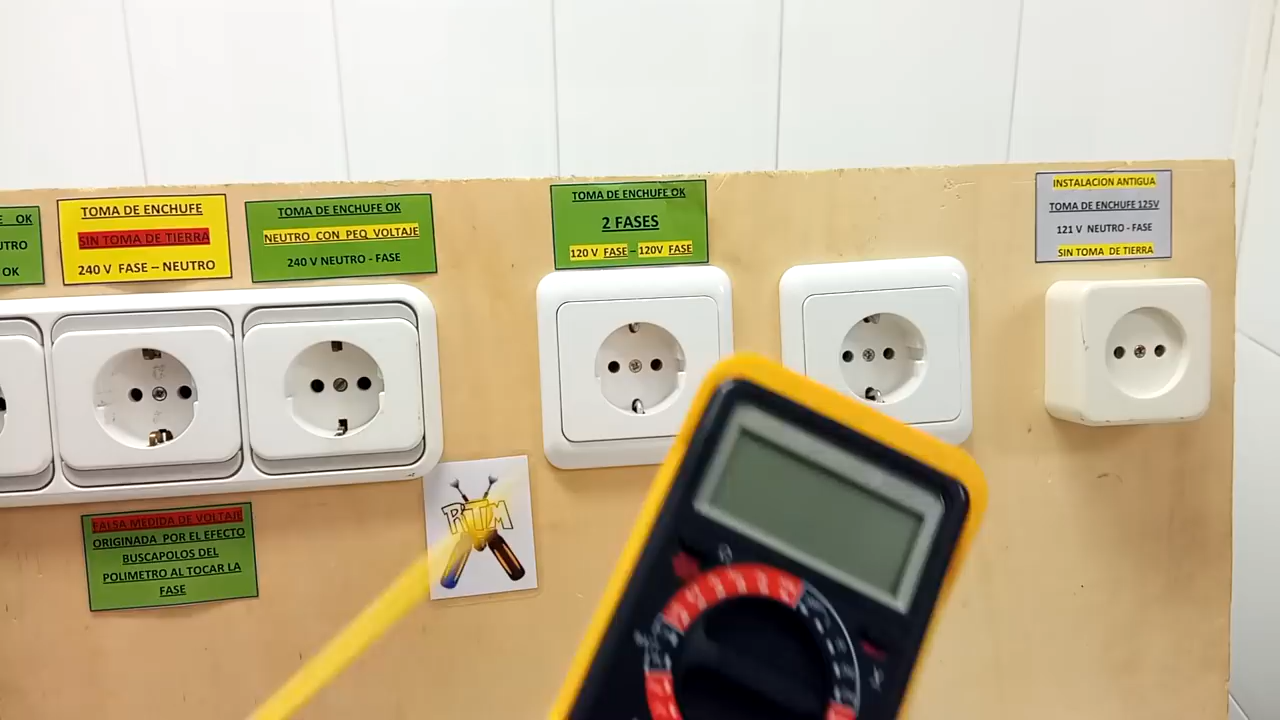 E OK
UTRO
OK
TOMA DE ENCHUFE
SIN TOMA DE TIERRA
240 V FASE – NEUTRO
TOMA DE ENCHUFE OK
NEUTRO CON PEQ VOLTAJE
240 V NEUTRO - FASE
TOMA DE ENCHUFE OK
2 FASES
120 V FASE – 120V FASE
INSTALACION ANTIGUA
TOMA DE ENCHUFE 125V
121 V NEUTRO - FASE
SIN TOMA DE TIERRA
FALSA MEDIDA DE VOLTAJE
ORIGINADA POR EL EFECTO
BUSCAPOLOS DEL
POLIMETRO AL TOCAR LA
FASE
RTM